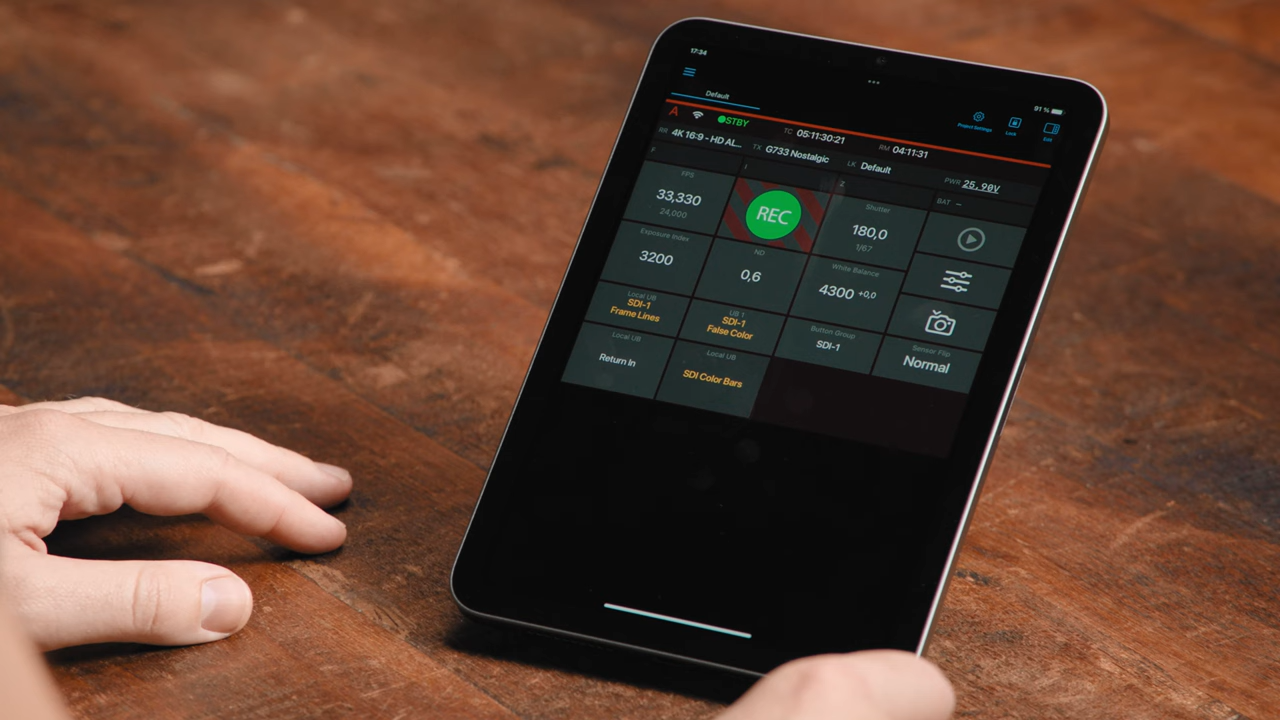 17:34
91 %
Default
Project Settings
Lock
Edit
A STBY TC 05:11:30:21 RM 04:11:31
RR 4K 16:9 - HD AL... TX G733 Nostalgic LK Default PWR 25.90V
BAT –
FPS
33,330
24,000
REC
Shutter
180,0
1/67
Exposure Index
3200
ND
0,6
White Balance
4300 +0,0
Local UB
SDI-1
Frame Lines
UB 1
SDI-1
False Color
Button Group
SDI-1
Sensor Flip
Normal
Local UB
Return In
Local UB
SDI Color Bars